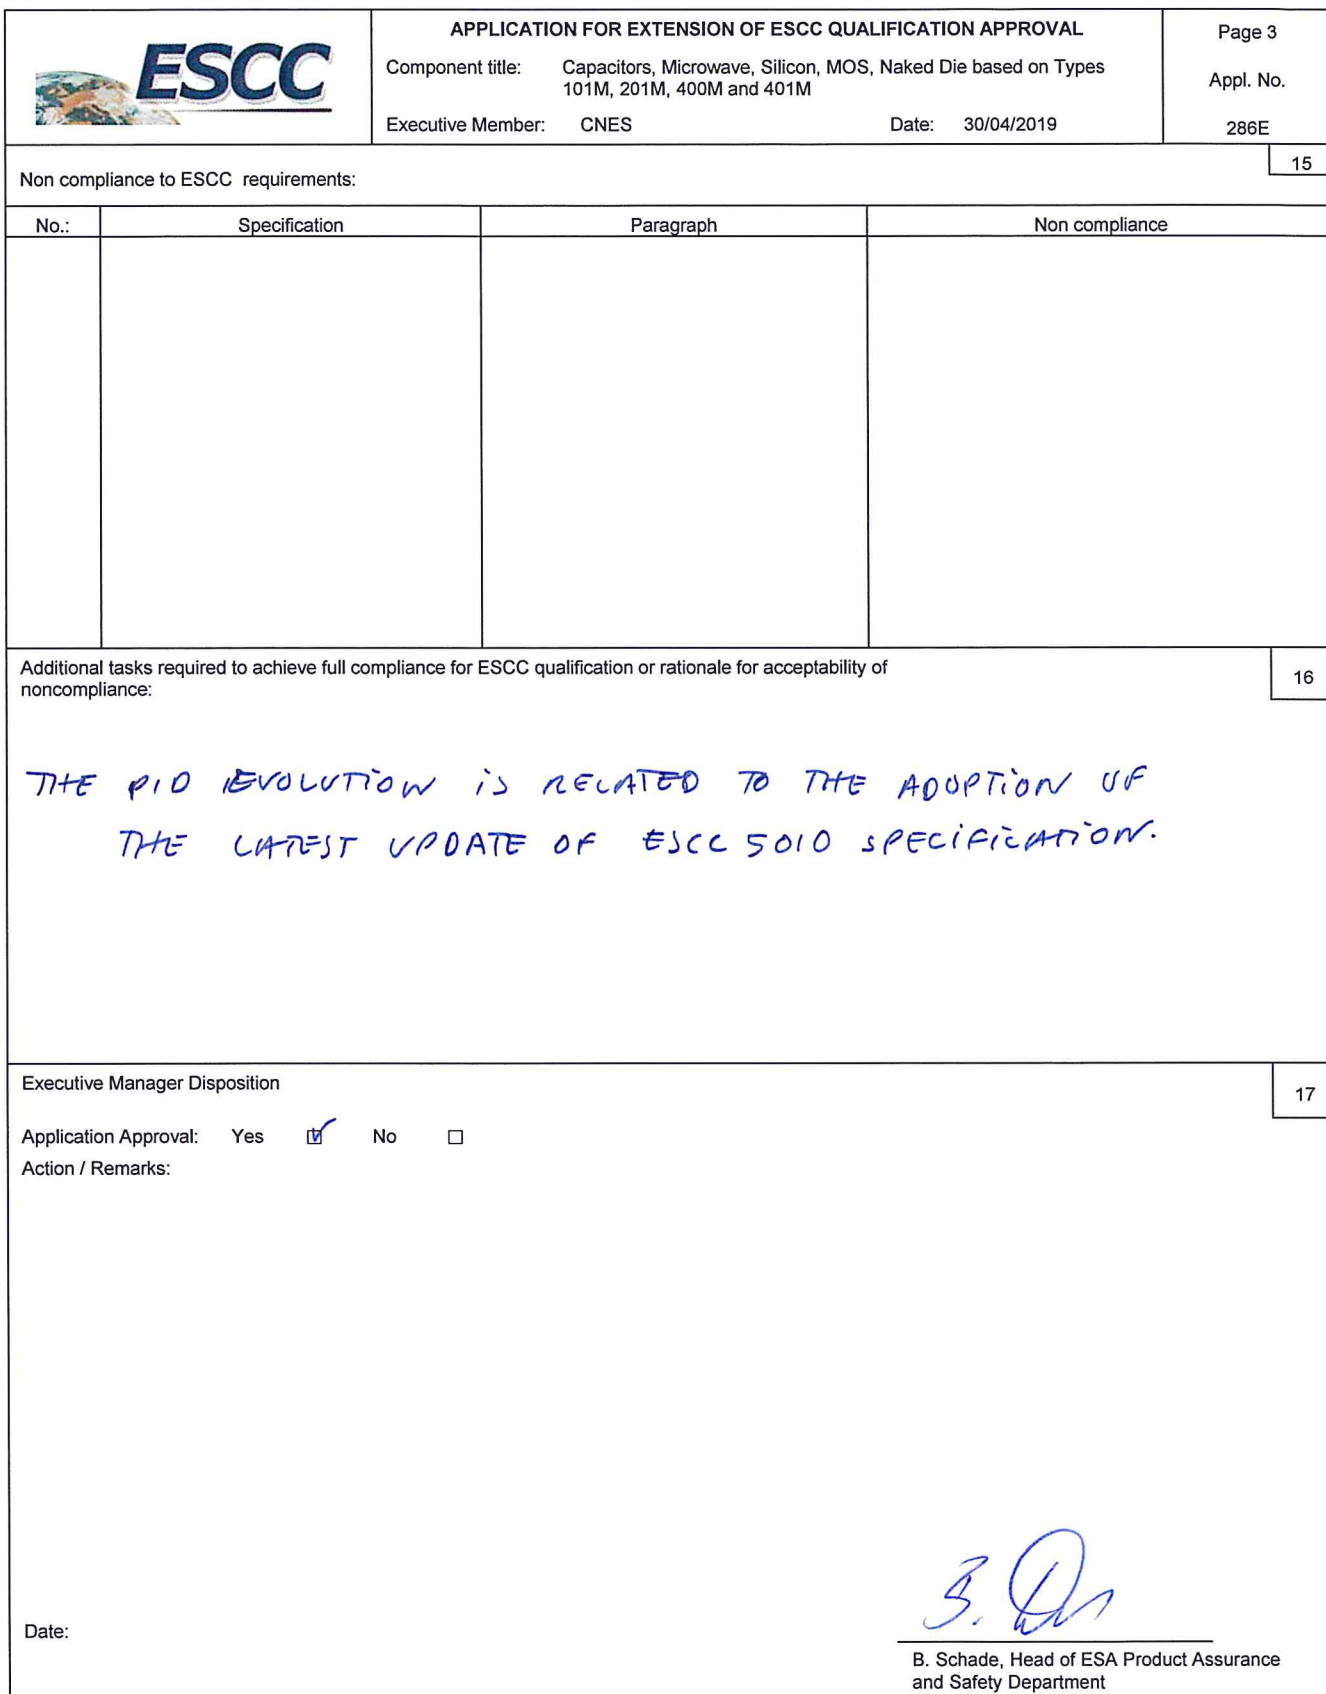 ESCC
APPLICATION FOR EXTENSION OF ESCC QUALIFICATION APPROVAL
Component title: Capacitors, Microwave, Silicon, MOS, Naked Die based on Types
101M, 201M, 400M and 401M
Executive Member: CNES Date: 30/04/2019
Page 3
Appl. No.
286E
Non compliance to ESCC requirements:
15
No.: Specification Paragraph Non compliance
Additional tasks required to achieve full compliance for ESCC qualification or rationale for acceptability of
noncompliance:
16
THE PID EVOLUTION IS RELATED TO THE ADOPTION OF
THE LATEST UPDATE OF ESCC 5010 SPECIFICATION.
Executive Manager Disposition
17
Application Approval: Yes ☑ No ☐
Action / Remarks:
Date:
B. Schade, Head of ESA Product Assurance
and Safety Department